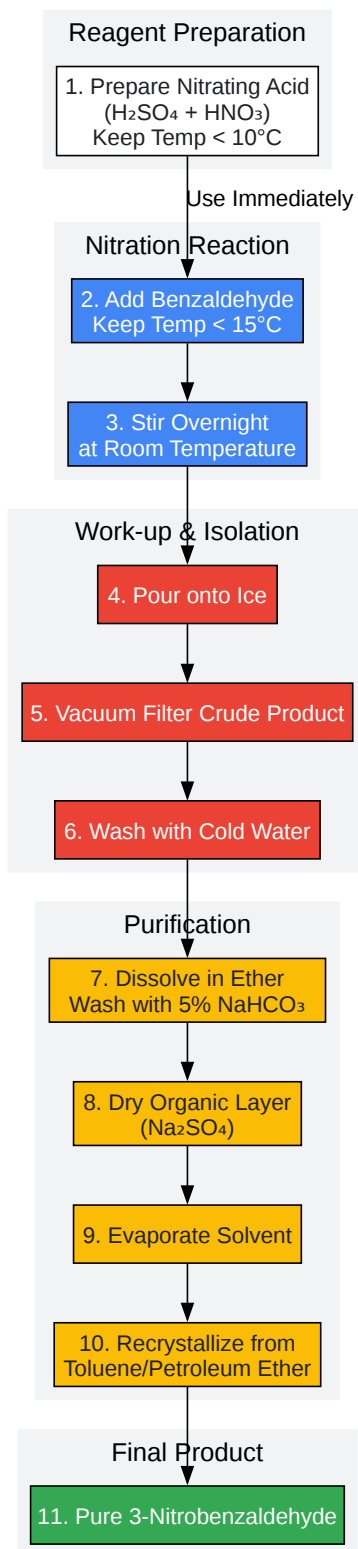 Reagent Preparation
1. Prepare Nitrating Acid
(H₂SO₄ + HNO₃)
Keep Temp < 10°C
Use Immediately
Nitration Reaction
2. Add Benzaldehyde
Keep Temp < 15°C
3. Stir Overnight
at Room Temperature
Work-up & Isolation
4. Pour onto Ice
5. Vacuum Filter Crude Product
6. Wash with Cold Water
Purification
7. Dissolve in Ether
Wash with 5% NaHCO₃
8. Dry Organic Layer
(Na₂SO₄)
9. Evaporate Solvent
10. Recrystallize from
Toluene/Petroleum Ether
Final Product
11. Pure 3-Nitrobenzaldehyde